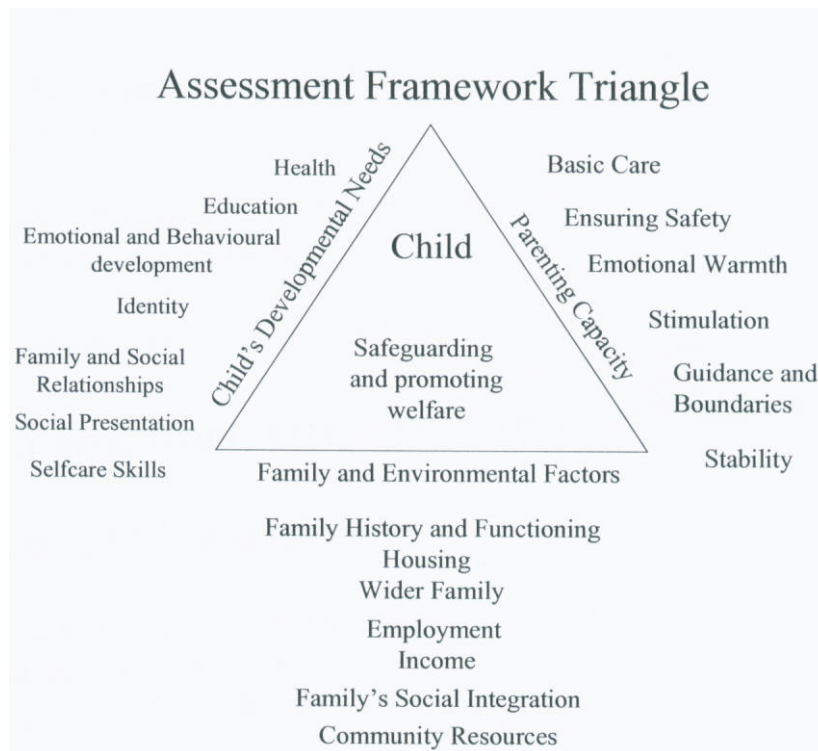 Assessment Framework Triangle
Health
Education
Emotional and Behavioural
development
Identity
Family and Social
Relationships
Social Presentation
Selfcare Skills
Child's Developmental Needs
Child
Safeguarding
and promoting
welfare
Parenting Capacity
Basic Care
Ensuring Safety
Emotional Warmth
Stimulation
Guidance and
Boundaries
Stability
Family and Environmental Factors
Family History and Functioning
Housing
Wider Family
Employment
Income
Family's Social Integration
Community Resources